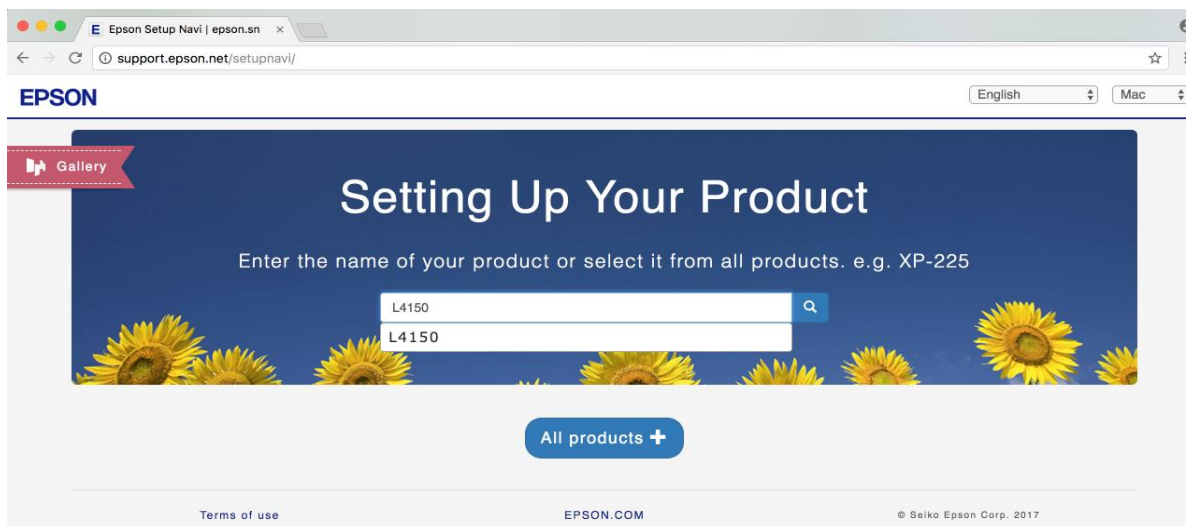 E Epson Setup Navi | epson.sn ×
support.epson.net/setupnavi/
EPSON
English
Mac
Gallery
Setting Up Your Product
Enter the name of your product or select it from all products. e.g. XP-225
L4150
L4150
All products +
Terms of use
EPSON.COM
© Seiko Epson Corp. 2017